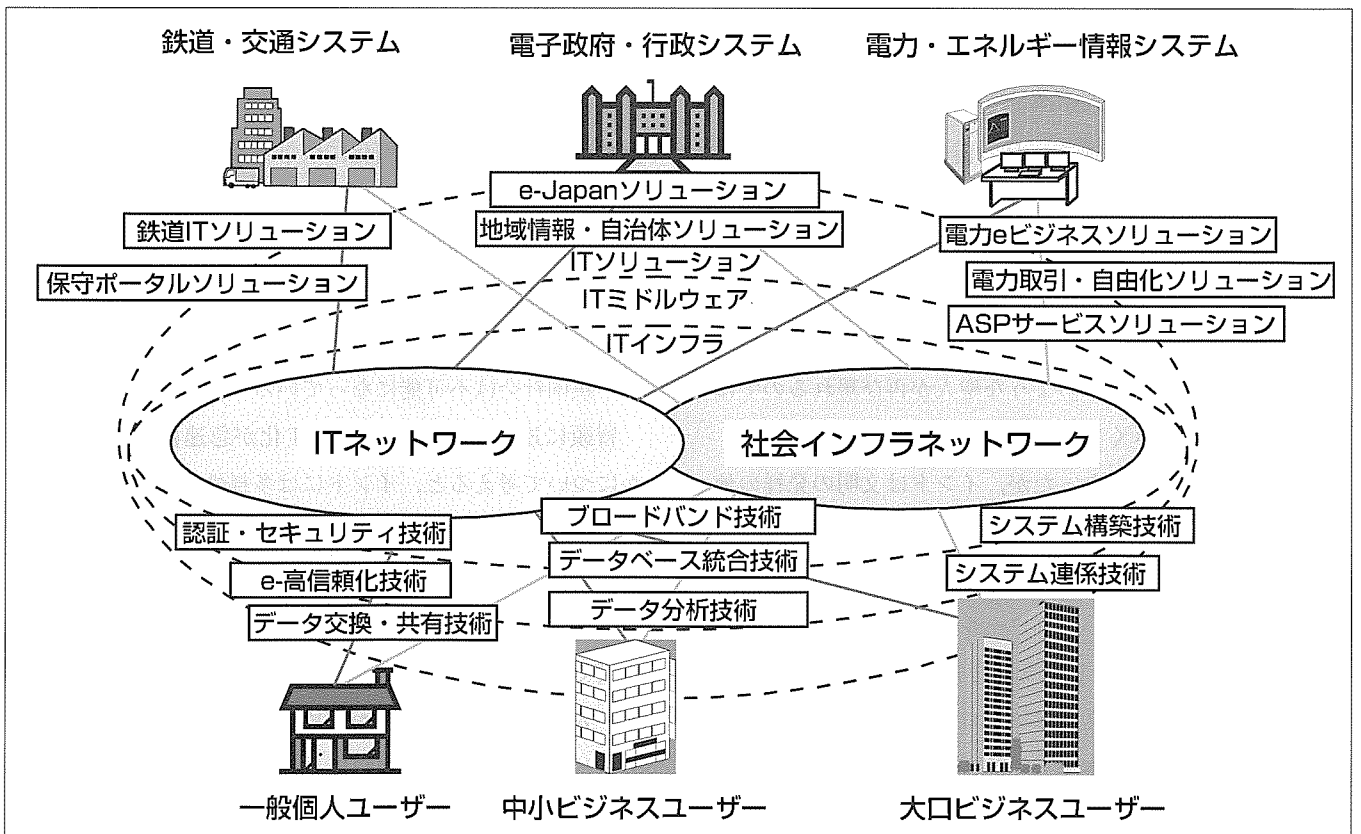 鉄道・交通システム
電子政府・行政システム
電力・エネルギー情報システム
e-Japanソリューション
鉄道ITソリューション
地域情報・自治体ソリューション
電力eビジネスソリューション
保守ポータルソリューション
ITソリューション
電力取引・自由化ソリューション
ITミドルウェア
ASPサービスソリューション
ITインフラ
ITネットワーク
社会インフラネットワーク
認証・セキュリティ技術
ブロードバンド技術
システム構築技術
e-高信頼化技術
データベース統合技術
システム連係技術
データ交換・共有技術
データ分析技術
一般個人ユーザー
中小ビジネスユーザー
大口ビジネスユーザー